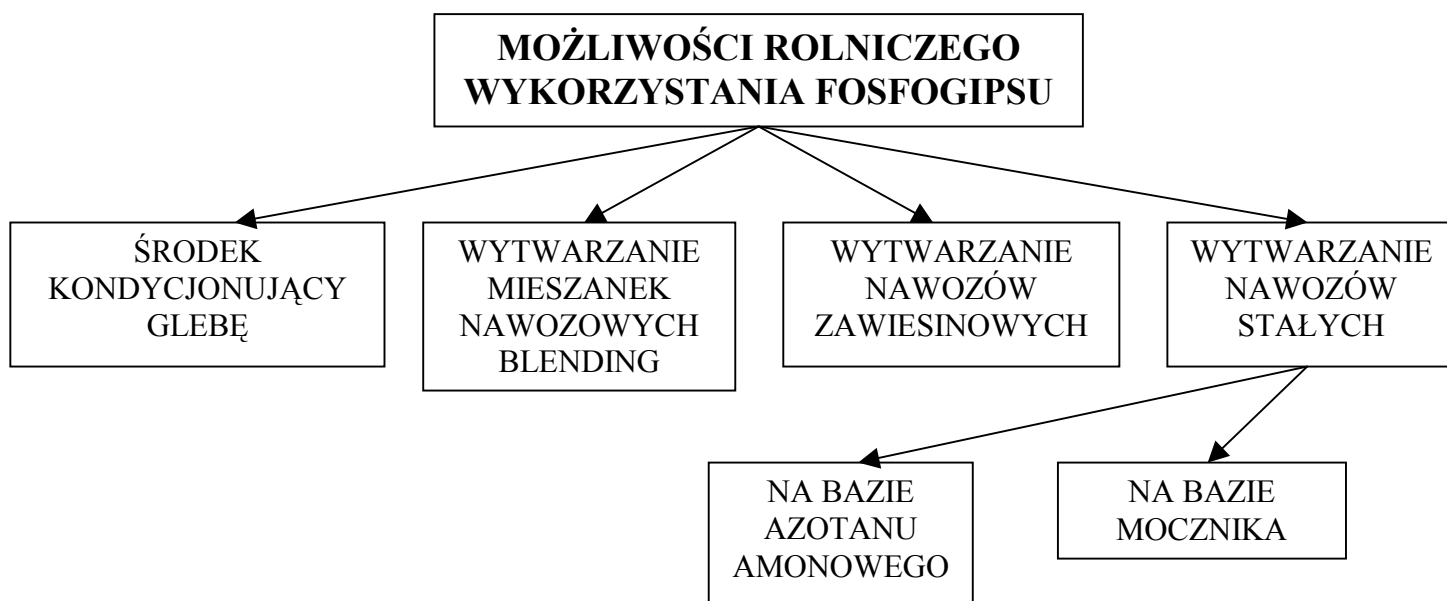 MOŻLIWOŚCI ROLNICZEGO
WYKORZYSTANIA FOSFOGIPSU
ŚRODEK
KONDYCJONUJĄCY
GLEBĘ
WYTWARZANIE
MIESZANEK
NAWOZOWYCH
BLENDING
WYTWARZANIE
NAWOZÓW
ZAWIESINOWYCH
WYTWARZANIE
NAWOZÓW
STAŁYCH
NA BAZIE
AZOTANU
AMONOWEGO
NA BAZIE
MOCZNIKA